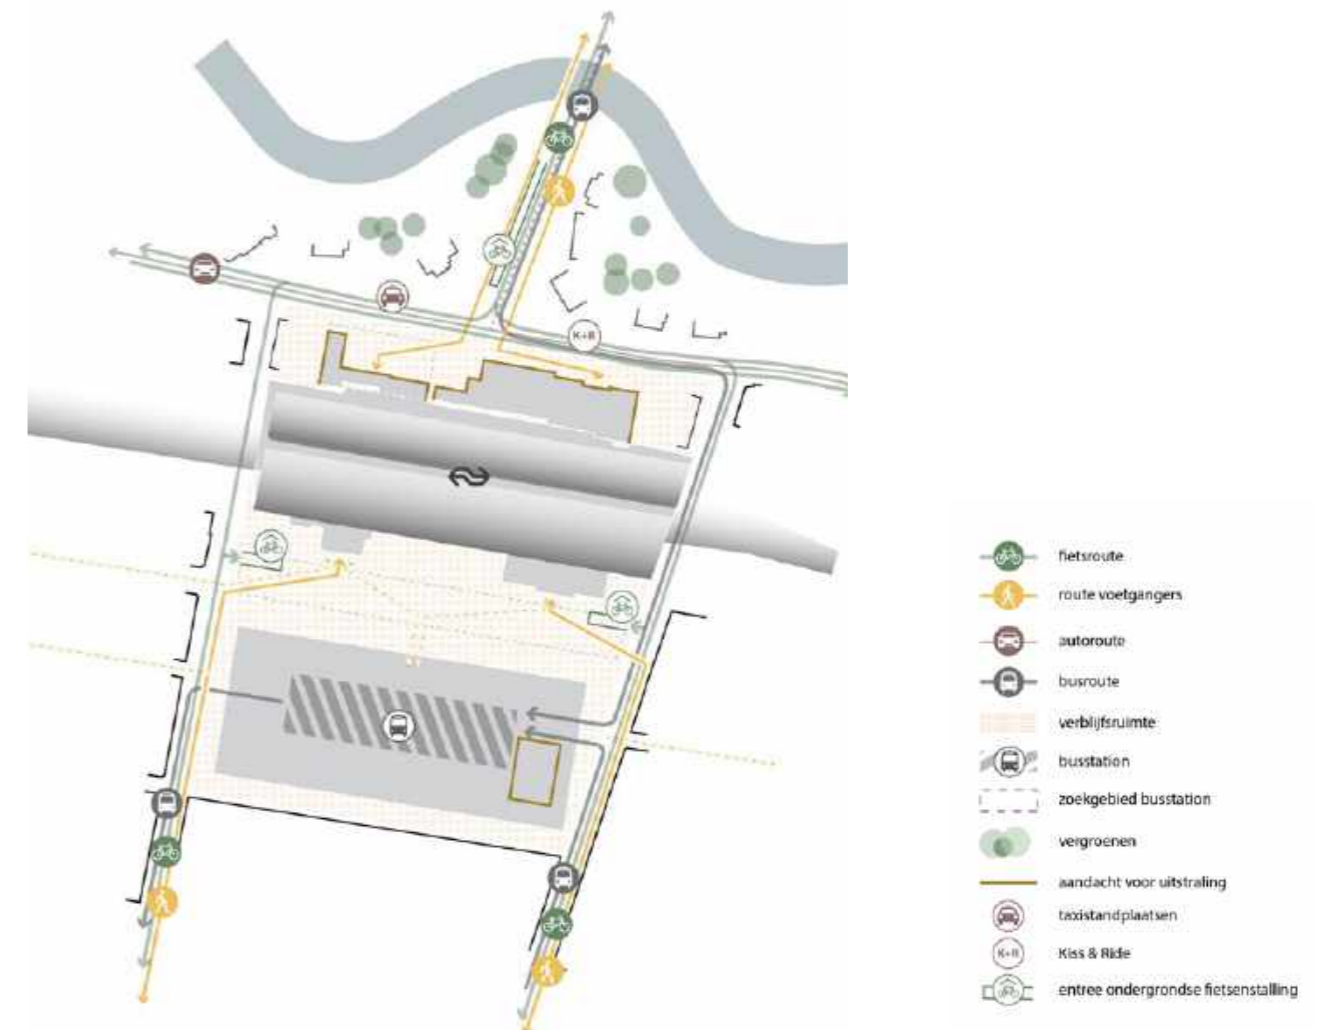 K+R
fietsroute
route voetgangers
autoroute
busroute
verblijfsruimte
busstation
zoekgebied busstation
vergroenen
aandacht voor uitstraling
taxistandplaatsen
K+R
Kiss & Ride
entree ondergrondse fietsenstalling